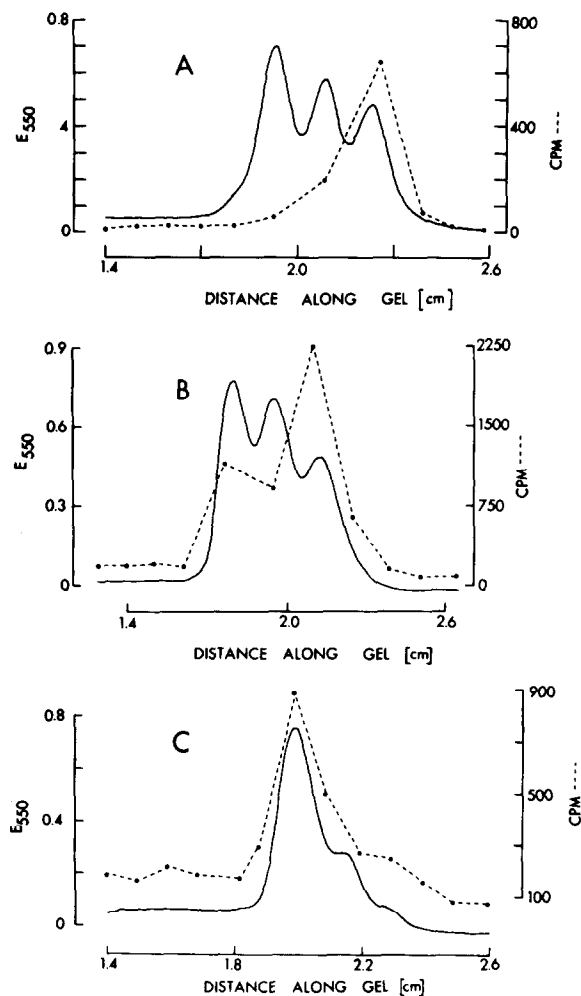 A
E550
0.8
4
0
800
400
0
CPM ---
1.4
2.0
2.6
DISTANCE ALONG GEL [cm]
B
E550
0.9
0.6
0.3
0
2250
1500
750
0
CPM ---
1.4
2.0
2.6
DISTANCE ALONG GEL [cm]
C
E550
0.8
0.4
0
900
500
100
CPM ---
1.4
1.8
2.2
2.6
DISTANCE ALONG GEL [cm]